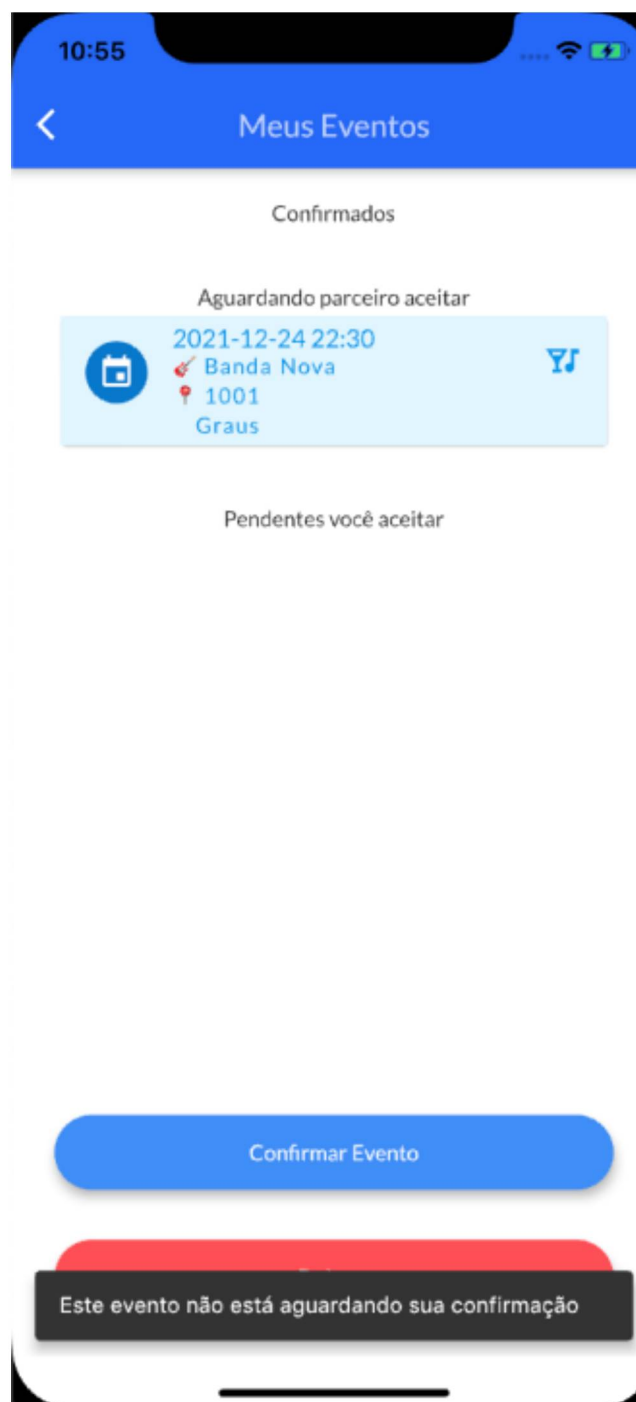 10:55
Meus Eventos
Confirmados
Aguardando parceiro aceitar
2021-12-24 22:30
Banda Nova
1001
Graus
Pendentes você aceitar
Confirmar Evento
Este evento não está aguardando sua confirmação